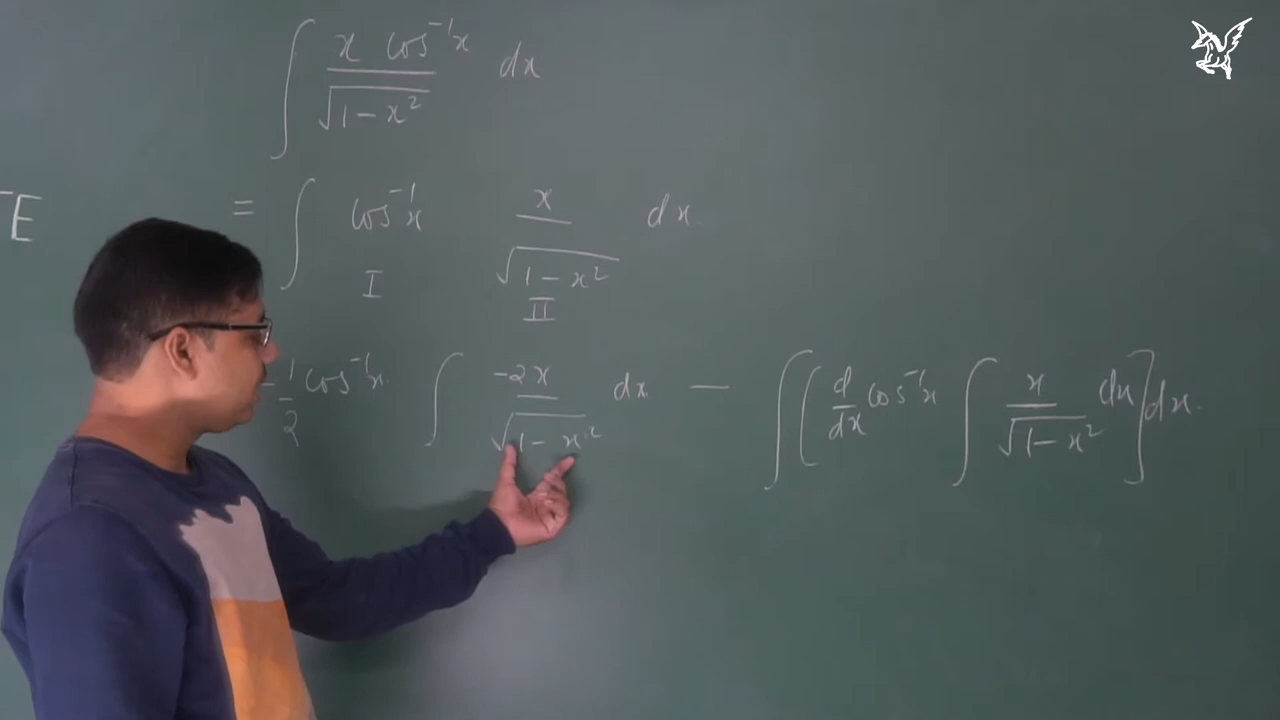 ∫ x cos⁻¹x / √(1 − x²) dx
TE
= ∫ cos⁻¹x x / √(1 − x²) dx
I II
-1/2 cos⁻¹x ∫ -2x / √(1 − x²) dx — ∫[d/dx cos⁻¹x ∫ x / √(1 − x²) dx] dx